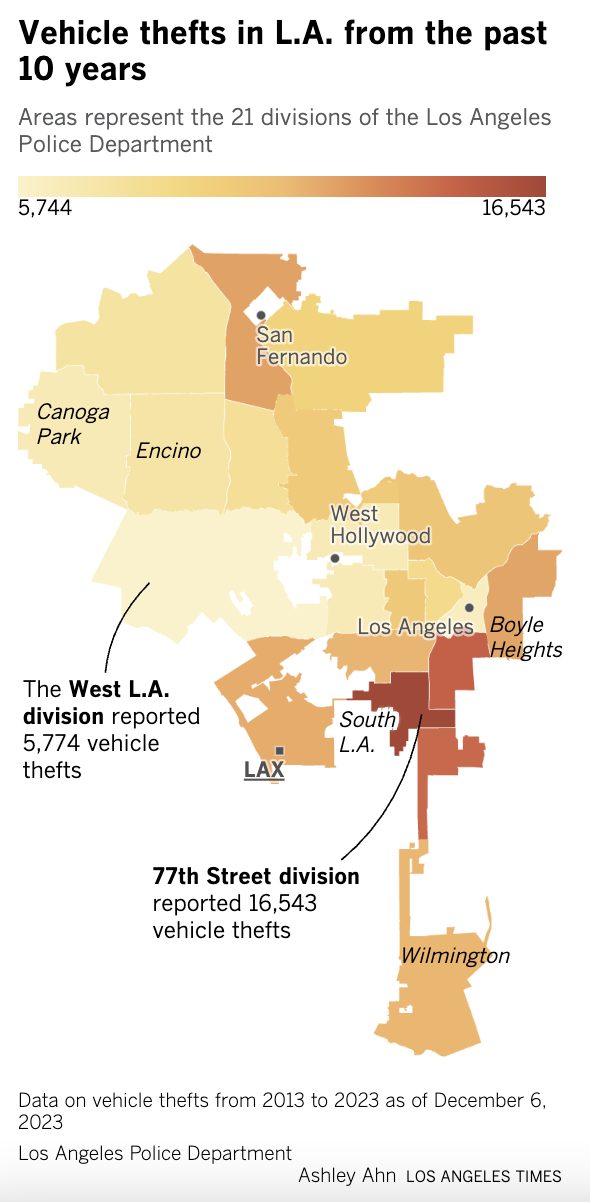 Vehicle thefts in L.A. from the past
10 years
Areas represent the 21 divisions of the Los Angeles
Police Department
5,744
16,543
San
Fernando
Canoga
Park
Encino
West
Hollywood
Los Angeles
Boyle
Heights
The West L.A.
division reported
5,774 vehicle
thefts
South
L.A.
LAX
77th Street division
reported 16,543
vehicle thefts
Wilmington
Data on vehicle thefts from 2013 to 2023 as of December 6,
2023
Los Angeles Police Department
Ashley Ahn LOS ANGELES TIMES